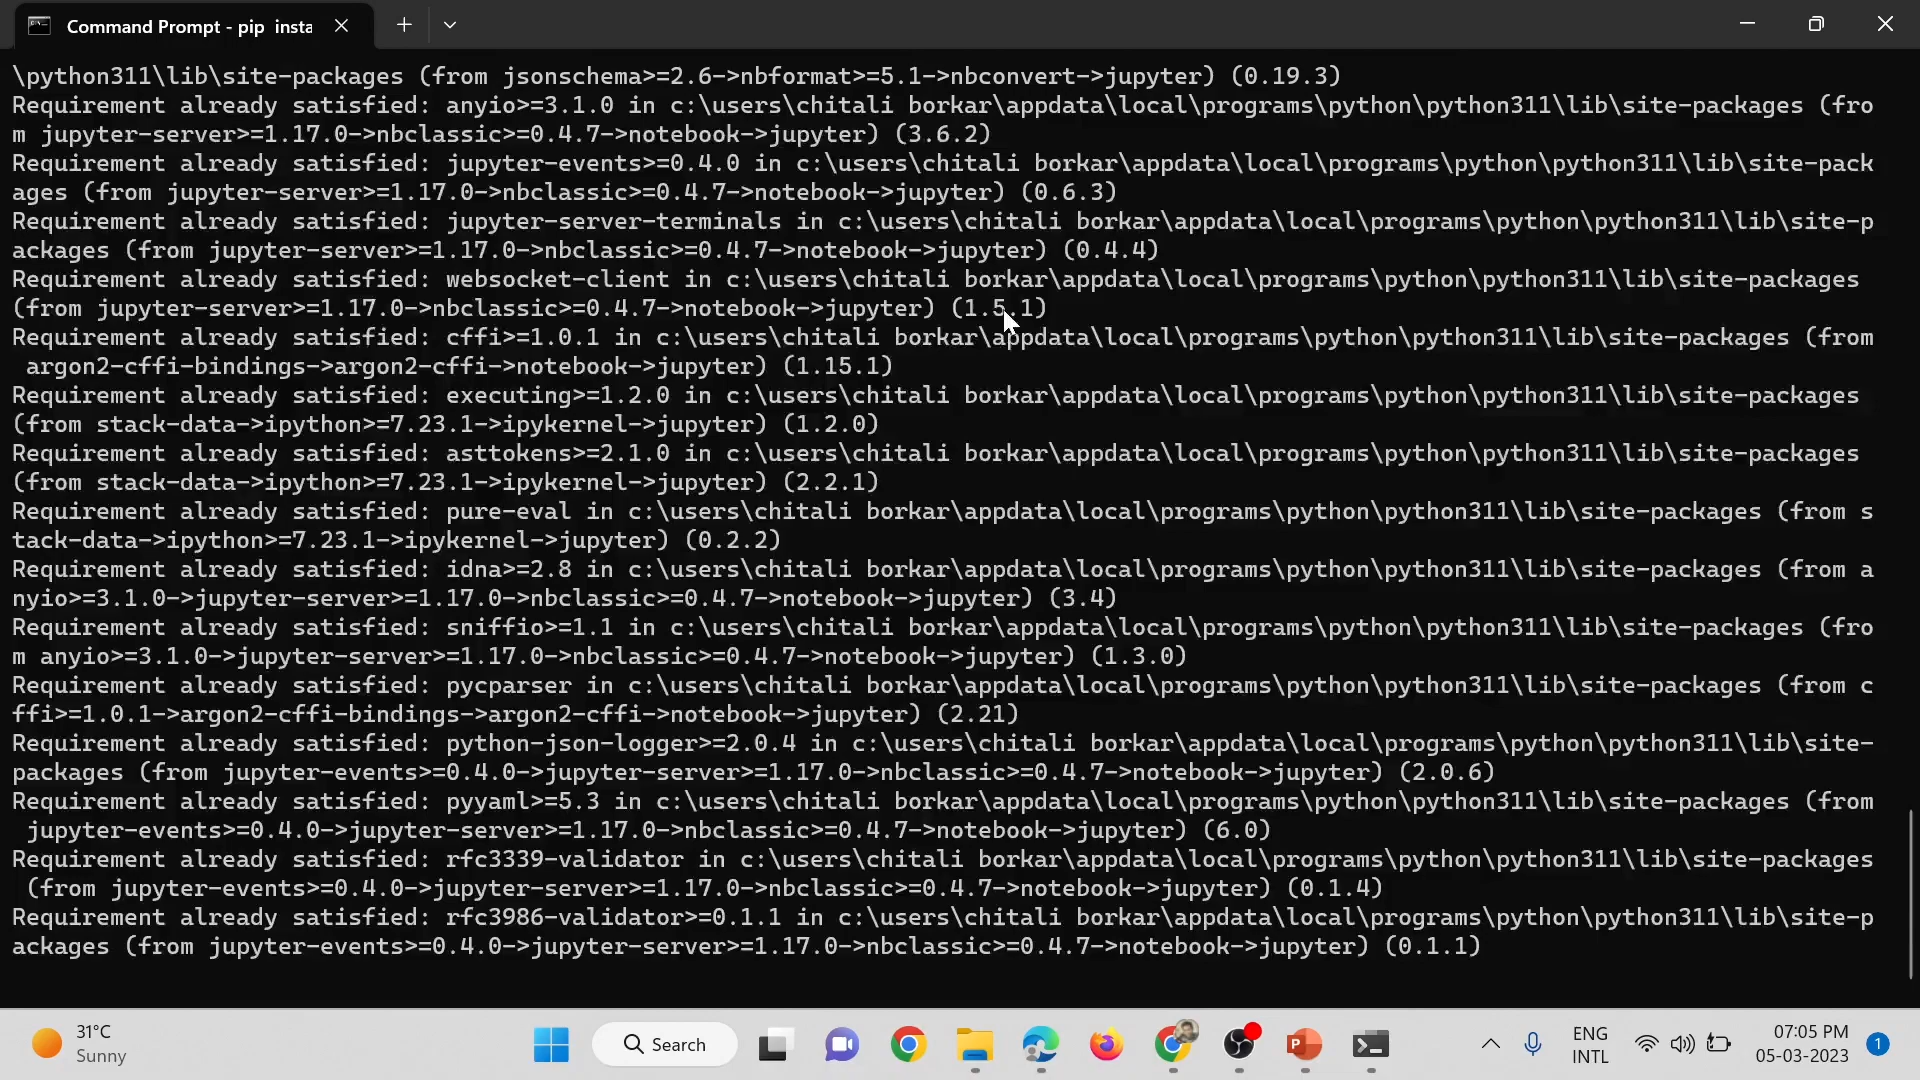 Command Prompt - pip  insta
\python311\lib\site-packages (from jsonschema>=2.6->nbformat>=5.1->nbconvert->jupyter) (0.19.3)
Requirement already satisfied: anyio>=3.1.0 in c:\users\chitali borkar\appdata\local\programs\python\python311\lib\site-packages (fro
m jupyter-server>=1.17.0->nbclassic>=0.4.7->notebook->jupyter) (3.6.2)
Requirement already satisfied: jupyter-events>=0.4.0 in c:\users\chitali borkar\appdata\local\programs\python\python311\lib\site-pack
ages (from jupyter-server>=1.17.0->nbclassic>=0.4.7->notebook->jupyter) (0.6.3)
Requirement already satisfied: jupyter-server-terminals in c:\users\chitali borkar\appdata\local\programs\python\python311\lib\site-p
ackages (from jupyter-server>=1.17.0->nbclassic>=0.4.7->notebook->jupyter) (0.4.4)
Requirement already satisfied: websocket-client in c:\users\chitali borkar\appdata\local\programs\python\python311\lib\site-packages
(from jupyter-server>=1.17.0->nbclassic>=0.4.7->notebook->jupyter) (1.5.1)
Requirement already satisfied: cffi>=1.0.1 in c:\users\chitali borkar\appdata\local\programs\python\python311\lib\site-packages (from
 argon2-cffi-bindings->argon2-cffi->notebook->jupyter) (1.15.1)
Requirement already satisfied: executing>=1.2.0 in c:\users\chitali borkar\appdata\local\programs\python\python311\lib\site-packages
(from stack-data->ipython>=7.23.1->ipykernel->jupyter) (1.2.0)
Requirement already satisfied: asttokens>=2.1.0 in c:\users\chitali borkar\appdata\local\programs\python\python311\lib\site-packages
(from stack-data->ipython>=7.23.1->ipykernel->jupyter) (2.2.1)
Requirement already satisfied: pure-eval in c:\users\chitali borkar\appdata\local\programs\python\python311\lib\site-packages (from s
tack-data->ipython>=7.23.1->ipykernel->jupyter) (0.2.2)
Requirement already satisfied: idna>=2.8 in c:\users\chitali borkar\appdata\local\programs\python\python311\lib\site-packages (from a
nyio>=3.1.0->jupyter-server>=1.17.0->nbclassic>=0.4.7->notebook->jupyter) (3.4)
Requirement already satisfied: sniffio>=1.1 in c:\users\chitali borkar\appdata\local\programs\python\python311\lib\site-packages (fro
m anyio>=3.1.0->jupyter-server>=1.17.0->nbclassic>=0.4.7->notebook->jupyter) (1.3.0)
Requirement already satisfied: pycparser in c:\users\chitali borkar\appdata\local\programs\python\python311\lib\site-packages (from c
ffi>=1.0.1->argon2-cffi-bindings->argon2-cffi->notebook->jupyter) (2.21)
Requirement already satisfied: python-json-logger>=2.0.4 in c:\users\chitali borkar\appdata\local\programs\python\python311\lib\site-
packages (from jupyter-events>=0.4.0->jupyter-server>=1.17.0->nbclassic>=0.4.7->notebook->jupyter) (2.0.6)
Requirement already satisfied: pyyaml>=5.3 in c:\users\chitali borkar\appdata\local\programs\python\python311\lib\site-packages (from
 jupyter-events>=0.4.0->jupyter-server>=1.17.0->nbclassic>=0.4.7->notebook->jupyter) (6.0)
Requirement already satisfied: rfc3339-validator in c:\users\chitali borkar\appdata\local\programs\python\python311\lib\site-packages
 (from jupyter-events>=0.4.0->jupyter-server>=1.17.0->nbclassic>=0.4.7->notebook->jupyter) (0.1.4)
Requirement already satisfied: rfc3986-validator>=0.1.1 in c:\users\chitali borkar\appdata\local\programs\python\python311\lib\site-p
ackages (from jupyter-events>=0.4.0->jupyter-server>=1.17.0->nbclassic>=0.4.7->notebook->jupyter) (0.1.1)
31°C
Sunny
Search
P
ENG
INTL
07:05 PM
05-03-2023
1